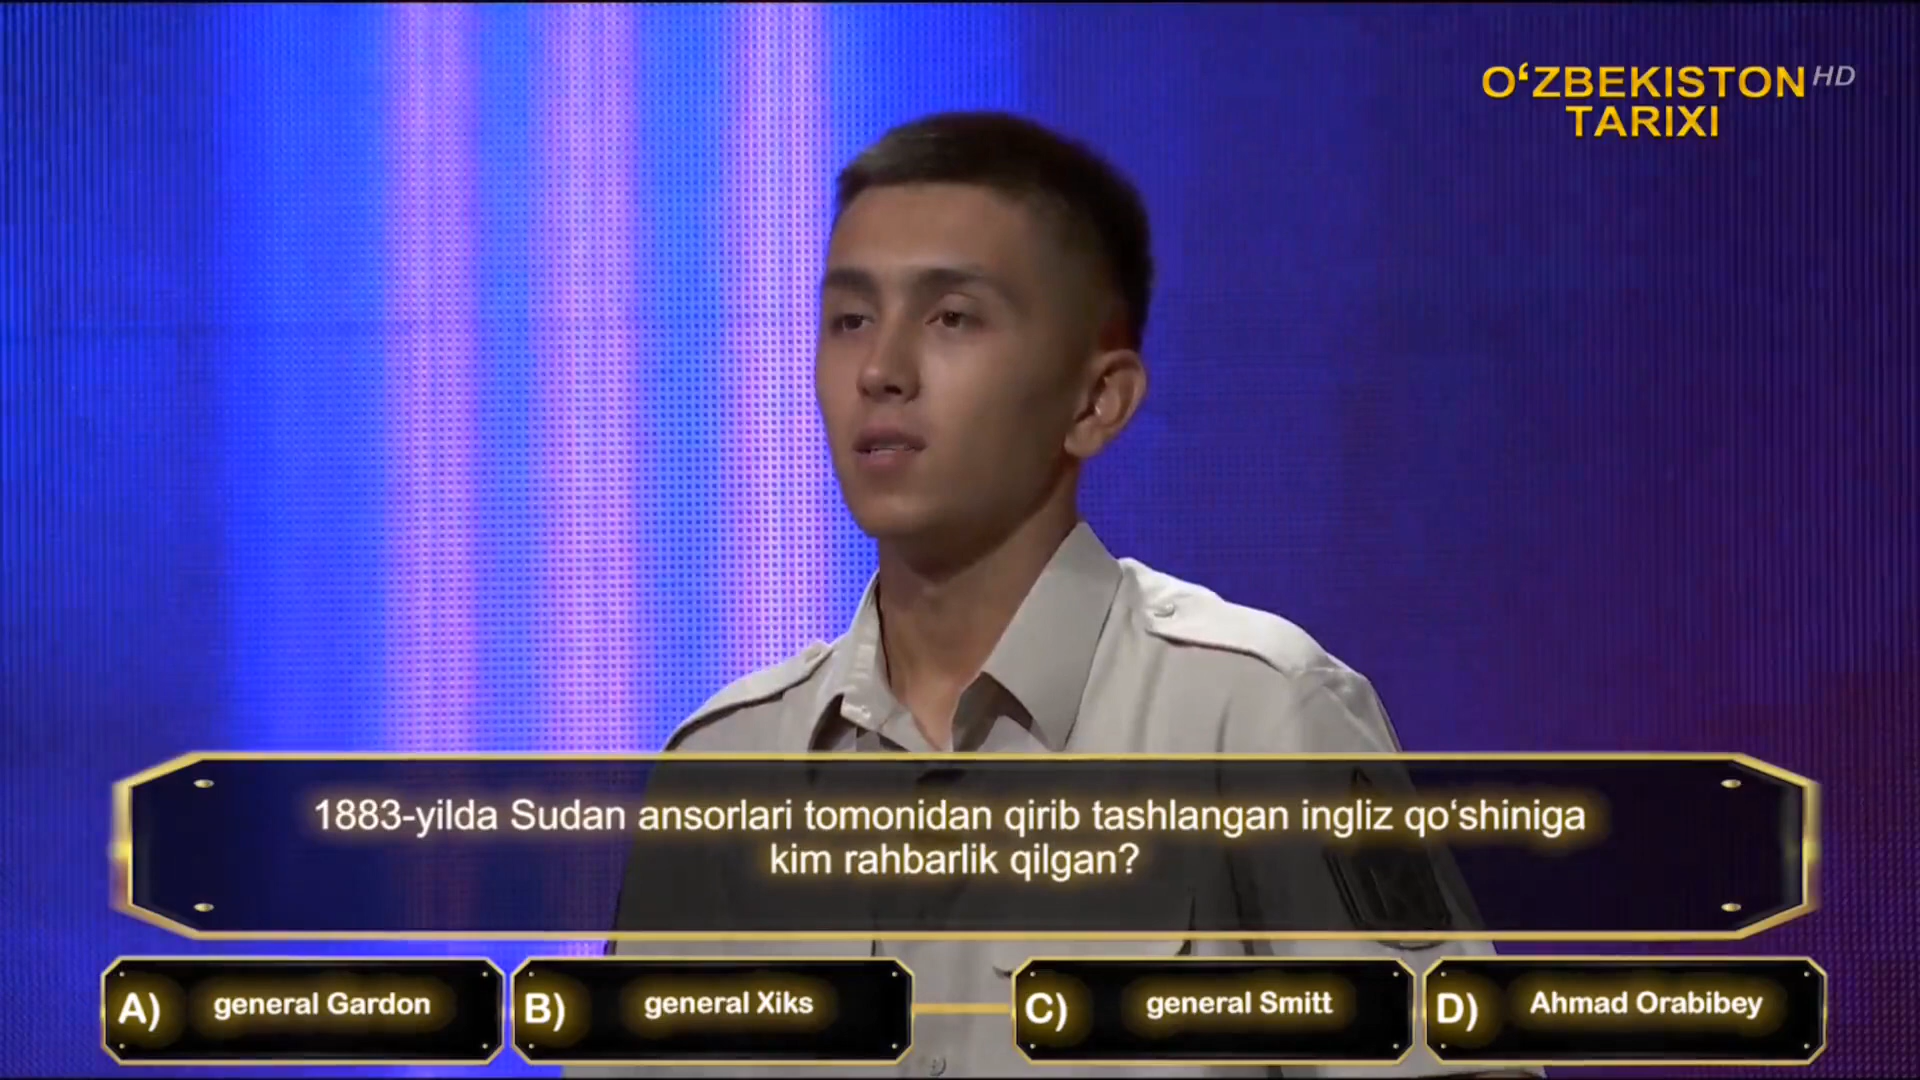 O‘ZBEKISTON HD
TARIXI
1883-yilda Sudan ansorlari tomonidan qirib tashlangan ingliz qo‘shiniga
kim rahbarlik qilgan?
A) general Gardon
B) general Xiks
C) general Smitt
D) Ahmad Orabibey